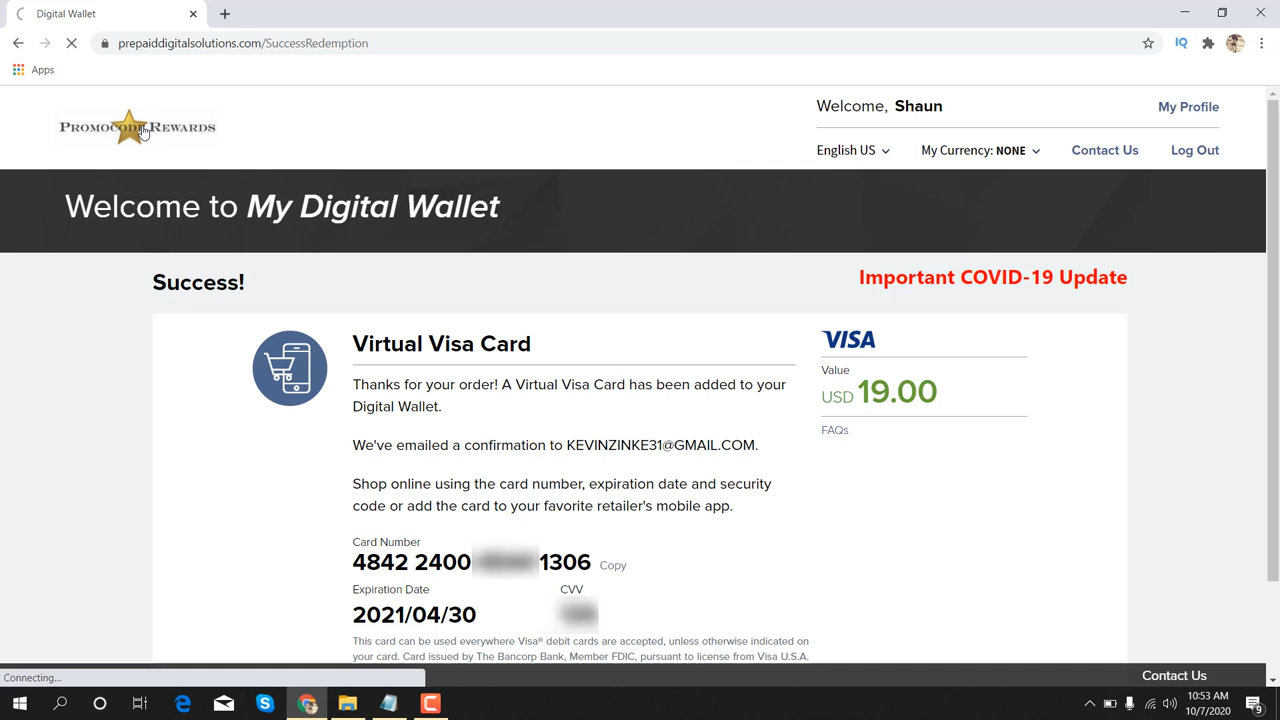 Digital Wallet
prepaiddigitalsolutions.com/SuccessRedemption
IQ
Apps
PROMOCODE REWARDS
Welcome, Shaun
My Profile
English US
My Currency: NONE
Contact Us
Log Out
Welcome to My Digital Wallet
Success!
Important COVID-19 Update
Virtual Visa Card
Thanks for your order! A Virtual Visa Card has been added to your
Digital Wallet.
We've emailed a confirmation to KEVINZINKE31@GMAIL.COM.
Shop online using the card number, expiration date and security
code or add the card to your favorite retailer's mobile app.
Card Number
4842 2400 1306 Copy
Expiration Date
CVV
2021/04/30
This card can be used everywhere Visa® debit cards are accepted, unless otherwise indicated on
your card. Card issued by The Bancorp Bank, Member FDIC, pursuant to license from Visa U.S.A.
VISA
Value
USD 19.00
FAQs
Connecting...
Contact Us
10:53 AM
10/7/2020
9